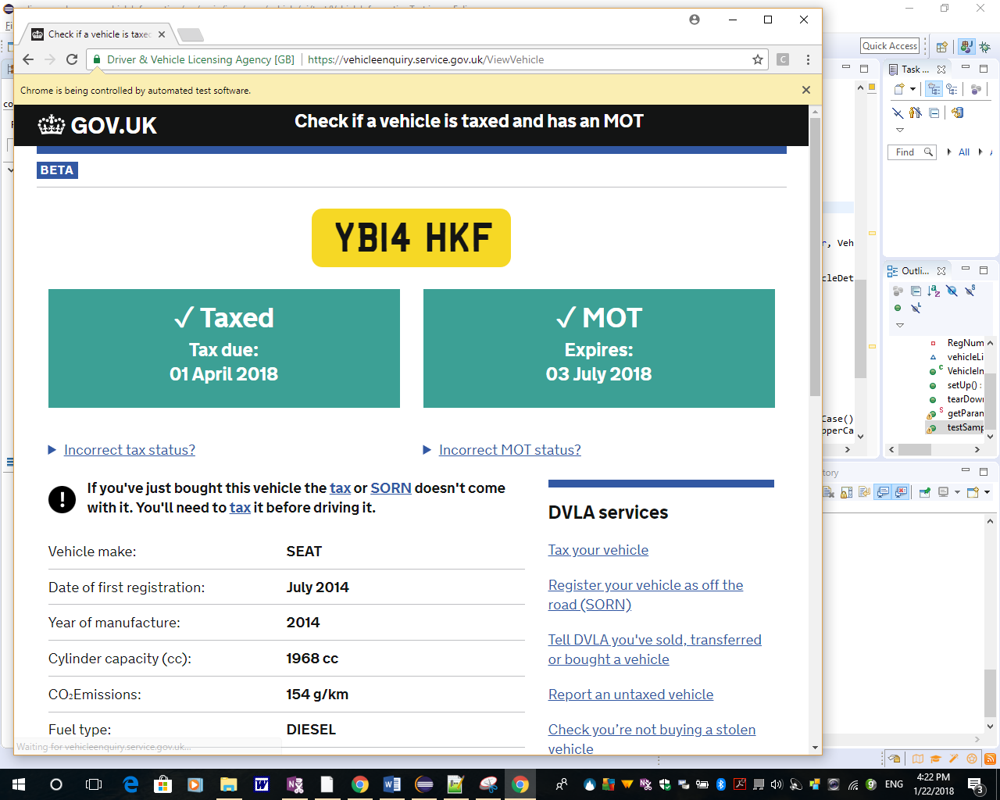 Check if a vehicle is taxed
Quick Access
Driver & Vehicle Licensing Agency [GB]
https://vehicleenquiry.service.gov.uk/ViewVehicle
Chrome is being controlled by automated test software.
GOV.UK
Check if a vehicle is taxed and has an MOT
BETA
YB14 HKF
✓ Taxed
Tax due:
01 April 2018
✓ MOT
Expires:
03 July 2018
Incorrect tax status?
Incorrect MOT status?
If you've just bought this vehicle the tax or SORN doesn't come
with it. You'll need to tax it before driving it.
Vehicle make: SEAT
Date of first registration: July 2014
Year of manufacture: 2014
Cylinder capacity (cc): 1968 cc
CO₂Emissions: 154 g/km
Fuel type: DIESEL
DVLA services
Tax your vehicle
Register your vehicle as off the
road (SORN)
Tell DVLA you've sold, transferred
or bought a vehicle
Report an untaxed vehicle
Check you're not buying a stolen
vehicle
Waiting for vehicleenquiry.service.gov.uk...
Task ...
Find
All
r, Veh
cleDet
Outli...
RegNum
vehicleLi
VehicleIn
setUp() :
tearDow
getParan
testSamp
Case()
pperCa
tory
ENG
4:22 PM
1/22/2018
3